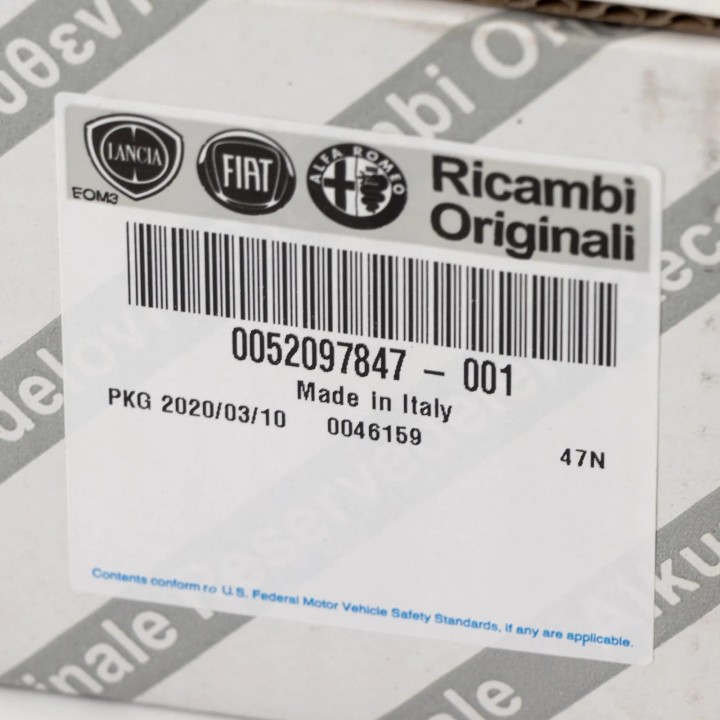 LANCIA
FIAT
ALFA ROMEO
EOM3
Ricambi
Originali
0052097847 - 001
Made in Italy
PKG 2020/03/10 0046159
47N
Contents conform to U.S. Federal Motor Vehicle Safety Standards, if any are applicable.